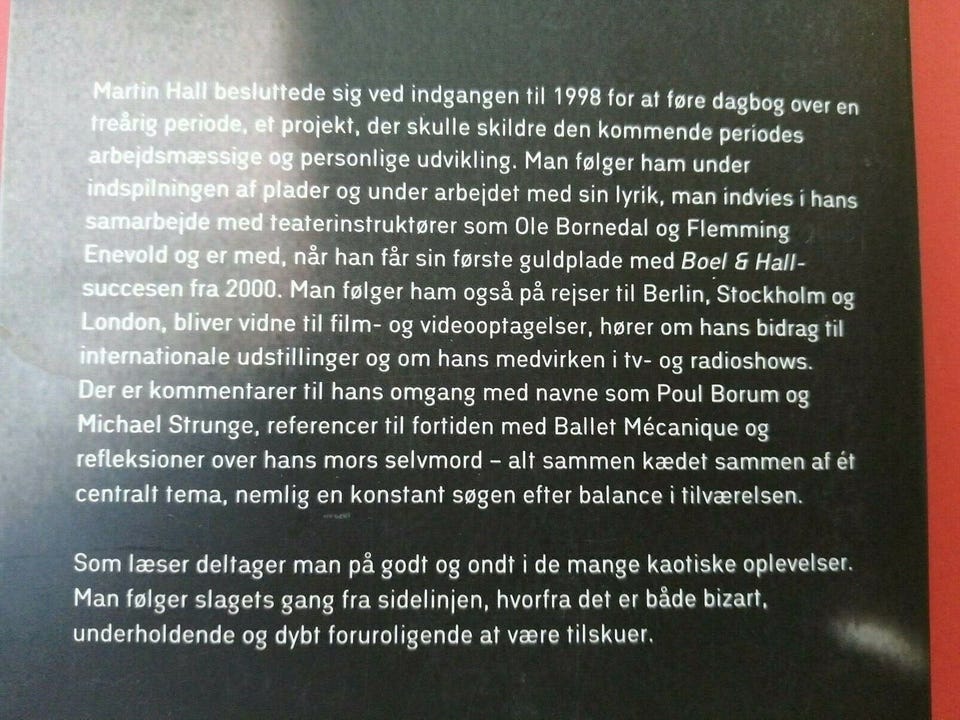 Martin Hall besluttede sig ved indgangen til 1998 for at føre dagbog over en
treårig periode, et projekt, der skulle skildre den kommende periodes
arbejdsmæssige og personlige udvikling. Man følger ham under
indspilningen af plader og under arbejdet med sin lyrik, man indvies i hans
samarbejde med teaterinstruktører som Ole Bornedal og Flemming
Enevold og er med, når han får sin første guldplade med Boel & Hall-
succesen fra 2000. Man følger ham også på rejser til Berlin, Stockholm og
London, bliver vidne til film- og videooptagelser, hører om hans bidrag til
internationale udstillinger og om hans medvirken i tv- og radioshows.
Der er kommentarer til hans omgang med navne som Poul Borum og
Michael Strunge, referencer til fortiden med Ballet Mécanique og
refleksioner over hans mors selvmord – alt sammen kædet sammen af ét
centralt tema, nemlig en konstant søgen efter balance i tilværelsen.

Som læser deltager man på godt og ondt i de mange kaotiske oplevelser.
Man følger slagets gang fra sidelinjen, hvorfra det er både bizart,
underholdende og dybt foruroligende at være tilskuer.